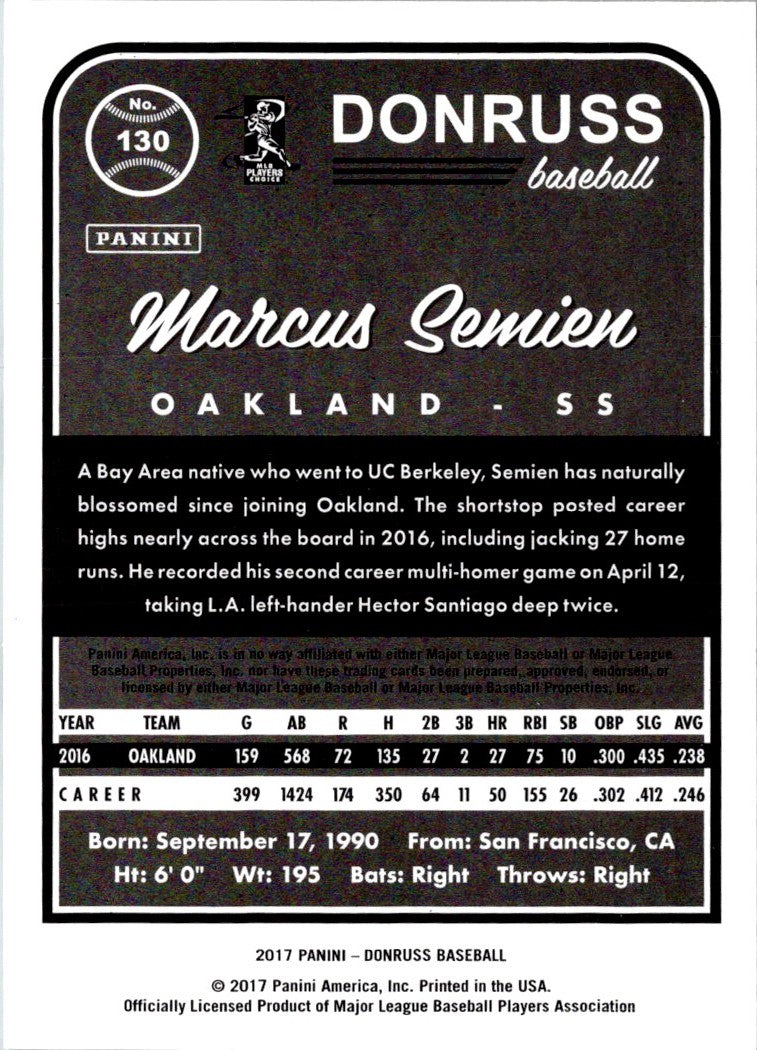 No.
130
MLB
PLAYERS
CHOICE
DONRUSS
baseball
PANINI
Marcus Semien
OAKLAND - SS
A Bay Area native who went to UC Berkeley, Semien has naturally
blossomed since joining Oakland. The shortstop posted career
highs nearly across the board in 2016, including jacking 27 home
runs. He recorded his second career multi-homer game on April 12,
taking L.A. left-hander Hector Santiago deep twice.
Panini America, Inc. is in no way affiliated with either Major League Baseball or Major League
Baseball Properties, Inc. nor have these trading cards been prepared, approved, endorsed, or
licensed by either Major League Baseball or Major League Baseball Properties, Inc.
YEAR TEAM G AB R H 2B 3B HR RBI SB OBP SLG AVG
2016 OAKLAND 159 568 72 135 27 2 27 75 10 .300 .435 .238
CAREER 399 1424 174 350 64 11 50 155 26 .302 .412 .246
Born: September 17, 1990 From: San Francisco, CA
Ht: 6' 0" Wt: 195 Bats: Right Throws: Right
2017 PANINI – DONRUSS BASEBALL
© 2017 Panini America, Inc. Printed in the USA.
Officially Licensed Product of Major League Baseball Players Association